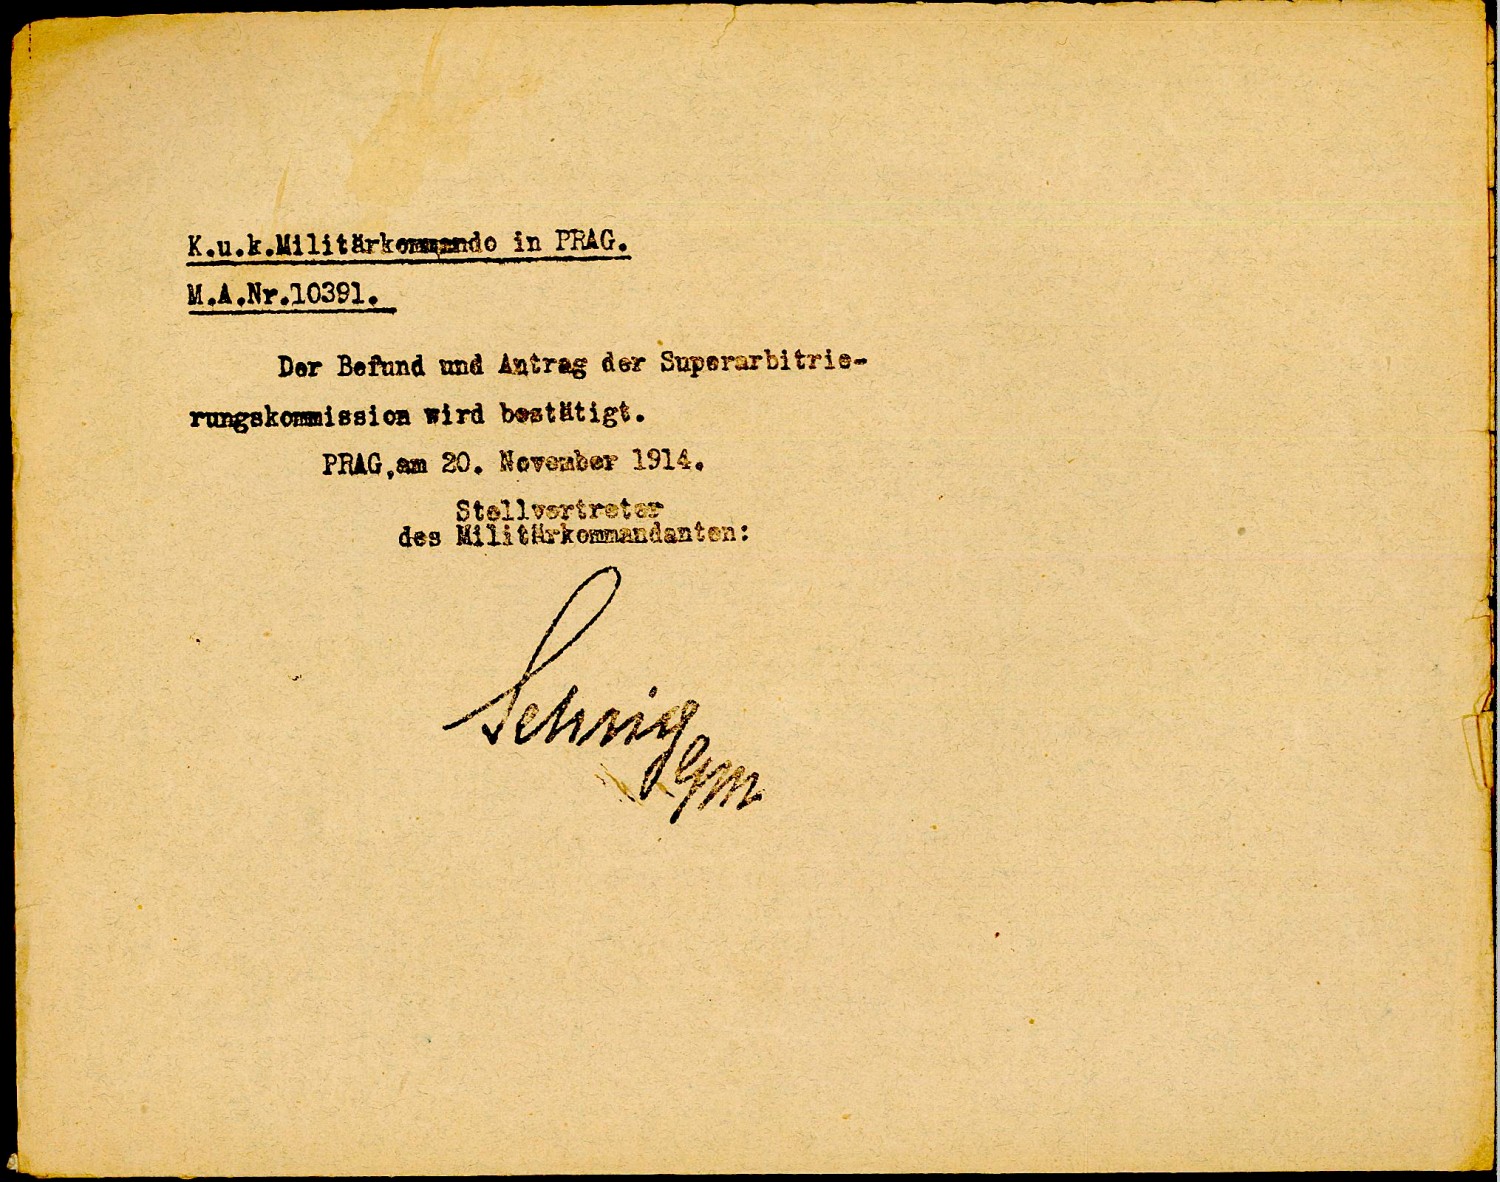 K.u.k.Militärkommando in PRAG.
M.A.Nr.10391.
Der Befund und Antrag der Superarbitrie-
rungskommission wird bestätigt.
PRAG,am 20. November 1914.
Stellvertreter
des Militärkommandanten: